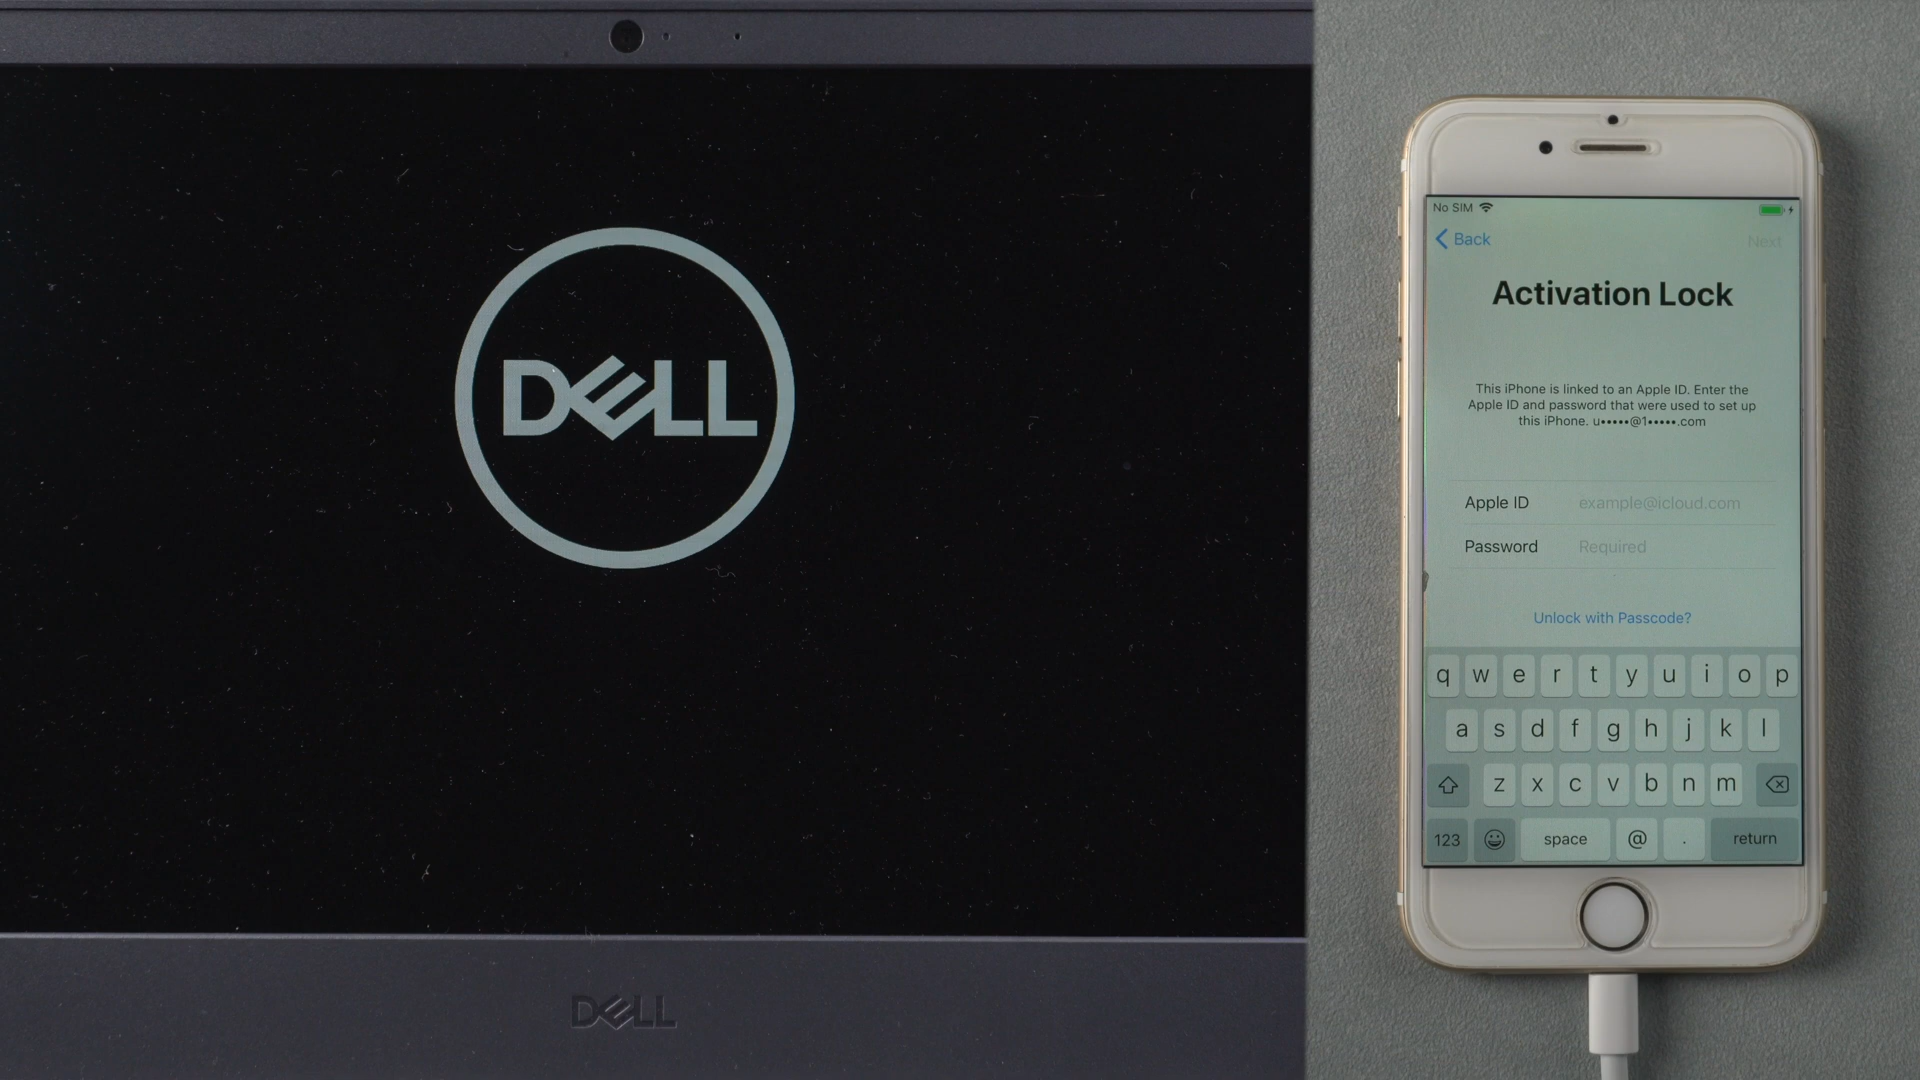 DELL
DELL
No SIM
Back
Next
Activation Lock
This iPhone is linked to an Apple ID. Enter the
Apple ID and password that were used to set up
this iPhone. u•••••@1•••••.com
Apple ID example@icloud.com
Password Required
Unlock with Passcode?
q w e r t y u i o p
a s d f g h j k l
z x c v b n m
123 space @ . return